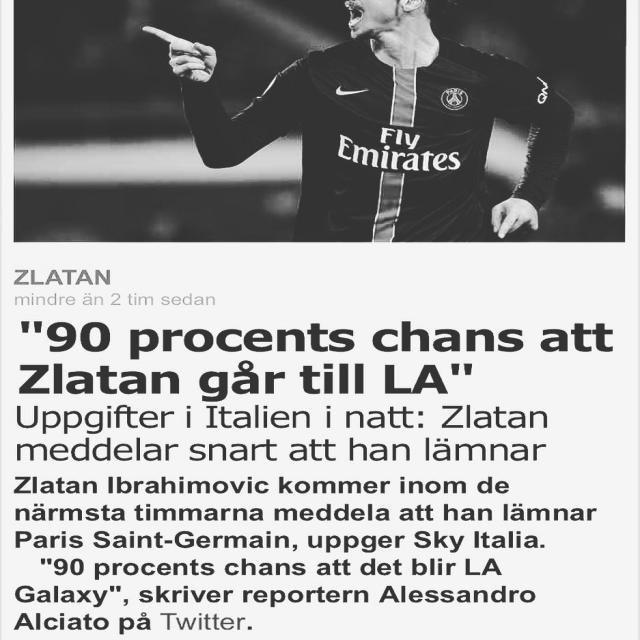 Fly
Emirates
PARIS
ZLATAN
mindre än 2 tim sedan
"90 procents chans att
Zlatan går till LA"
Uppgifter i Italien i natt: Zlatan
meddelar snart att han lämnar
Zlatan Ibrahimovic kommer inom de
närmsta timmarna meddela att han lämnar
Paris Saint-Germain, uppger Sky Italia.
"90 procents chans att det blir LA
Galaxy", skriver reportern Alessandro
Alciato på Twitter.